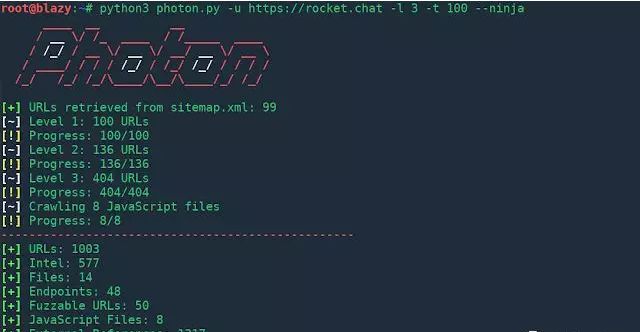 root@blazy:~# python3 photon.py -u https://rocket.chat -l 3 -t 100 --ninja
Photon
[+] URLs retrieved from sitemap.xml: 99
[~] Level 1: 100 URLs
[!] Progress: 100/100
[~] Level 2: 136 URLs
[!] Progress: 136/136
[~] Level 3: 404 URLs
[!] Progress: 404/404
[~] Crawling 8 JavaScript files
[!] Progress: 8/8
--------------------------------------------------
[+] URLs: 1003
[+] Intel: 577
[+] Files: 14
[+] Endpoints: 48
[+] Fuzzable URLs: 50
[+] JavaScript Files: 8